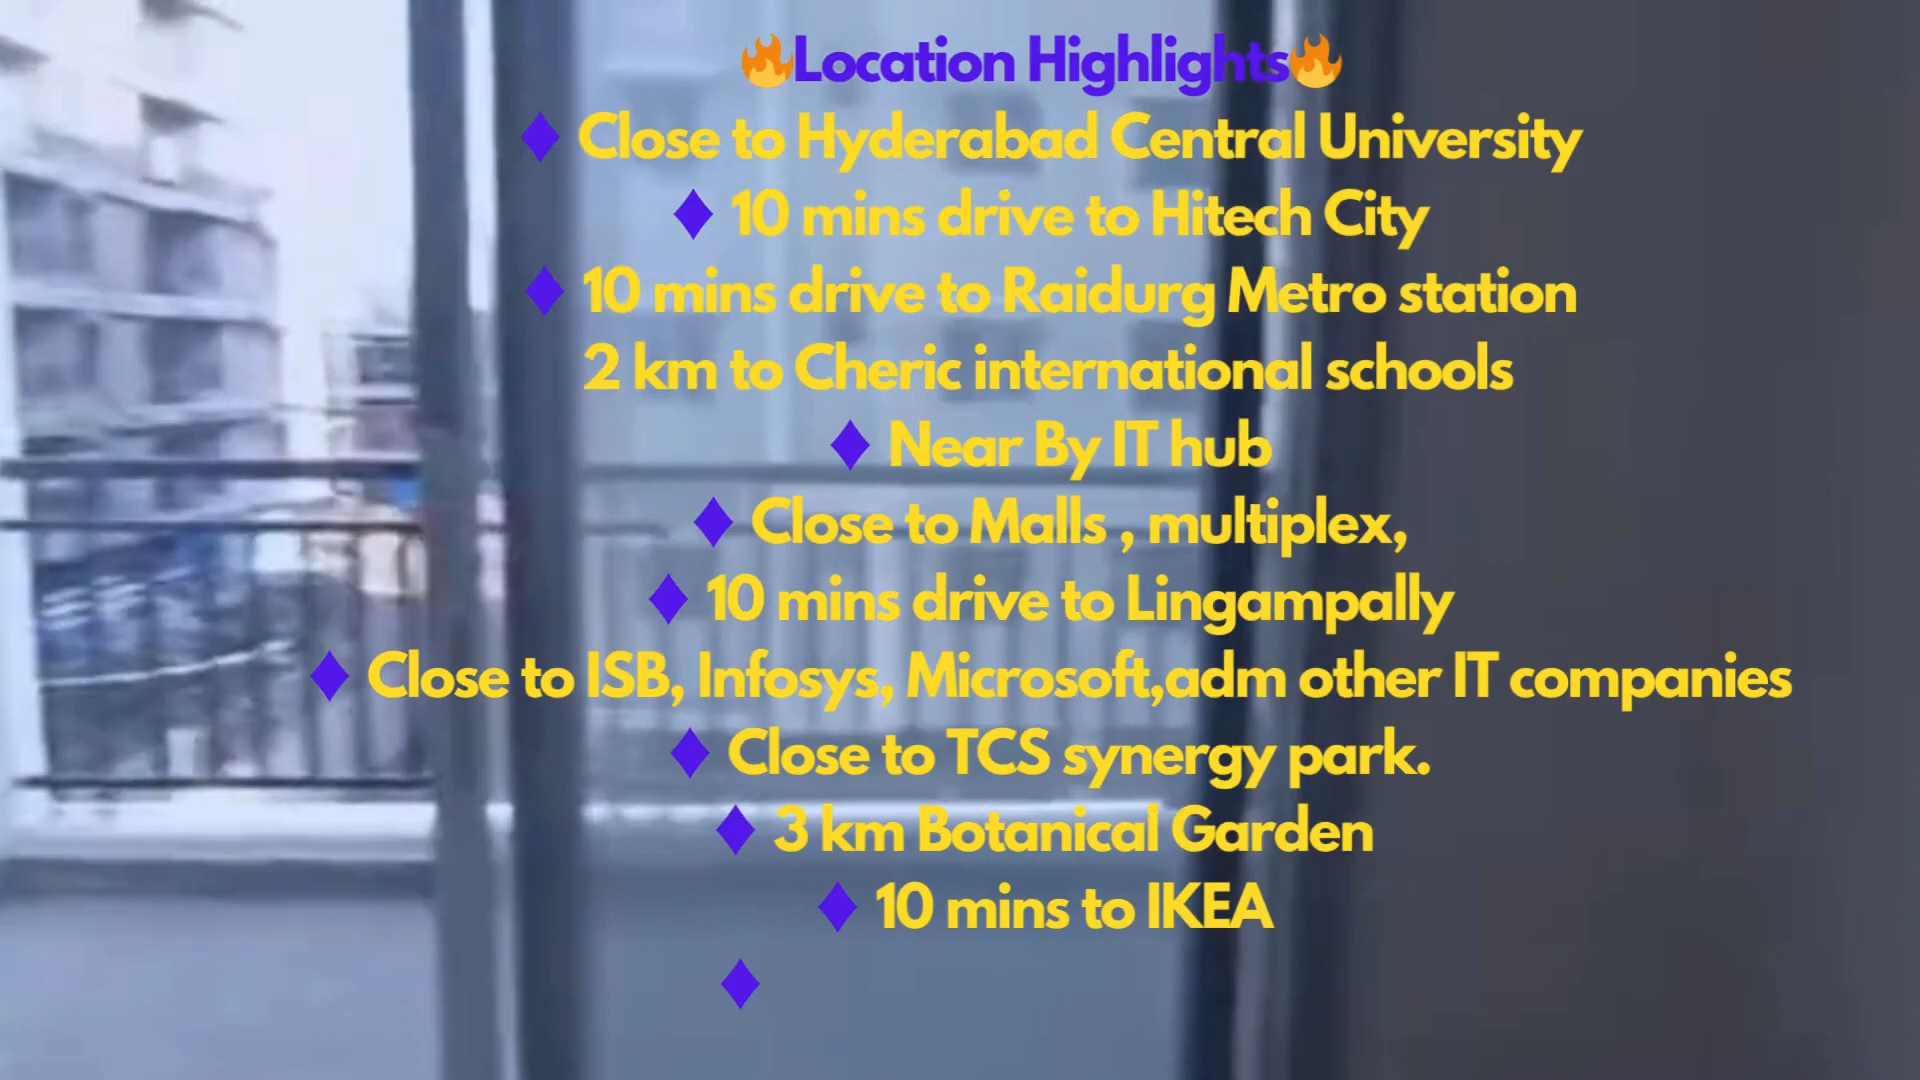 🔥Location Highlights🔥
♦ Close to Hyderabad Central University
♦ 10 mins drive to Hitech City
♦ 10 mins drive to Raidurg Metro station
2 km to Cheric international schools
♦ Near By IT hub
♦ Close to Malls , multiplex,
♦ 10 mins drive to Lingampally
♦ Close to ISB, Infosys, Microsoft,adm other IT companies
♦ Close to TCS synergy park.
♦ 3 km Botanical Garden
♦ 10 mins to IKEA
♦